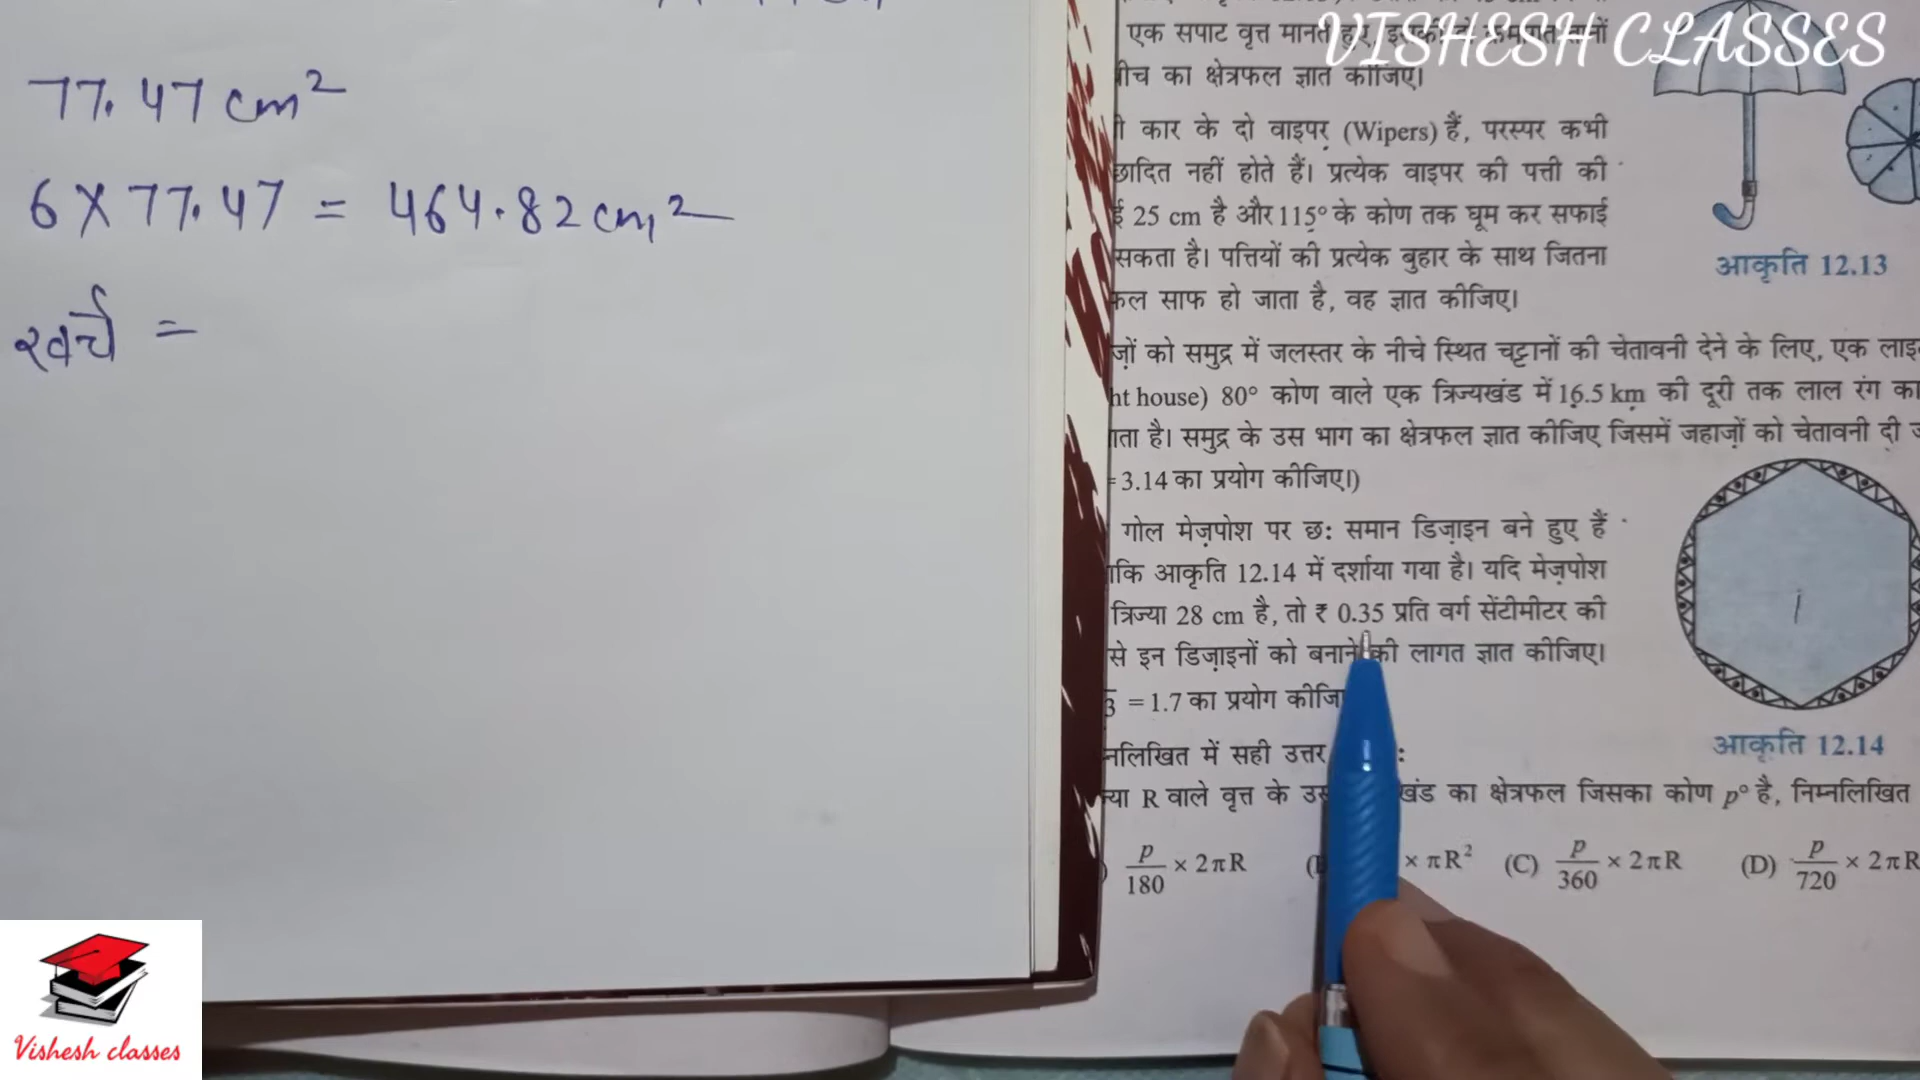 77.47 cm²
6 × 77.47 = 464.82 cm²
खर्च =
VISHESH CLASSES
एक सपाट वृत्त मानते हुए,
का क्षेत्रफल ज्ञात कीजिए।
कार के दो वाइपर (Wipers) हैं, परस्पर कभी
नहीं होते हैं। प्रत्येक वाइपर की पत्ती की
25 cm है और 115° के कोण तक घूम कर सफाई
सकता है। पत्तियों की प्रत्येक बुहार के साथ जितना
साफ हो जाता है, वह ज्ञात कीजिए।
आकृति 12.13
को समुद्र में जलस्तर के नीचे स्थित चट्टानों की चेतावनी देने के लिए, एक
house) 80° कोण वाले एक त्रिज्यखंड में 16.5 km की दूरी तक लाल रंग का
है। समुद्र के उस भाग का क्षेत्रफल ज्ञात कीजिए जिसमें जहाज़ों को चेतावनी दी
= 3.14 का प्रयोग कीजिए।)
गोल मेज़पोश पर छः समान डिज़ाइन बने हुए हैं
कि आकृति 12.14 में दर्शाया गया है। यदि मेज़पोश
त्रिज्या 28 cm है, तो ₹ 0.35 प्रति वर्ग सेंटीमीटर की
से इन डिज़ाइनों को बनाने की लागत ज्ञात कीजिए।
3 = 1.7 का प्रयोग
आकृति 12.14
में सही उत्तर
R वाले वृत्त के का क्षेत्रफल जिसका कोण p° है, निम्नलिखित
p/180 × 2πR × πR² (C) p/360 × 2πR (D) p/720 × 2πR
Vishesh classes